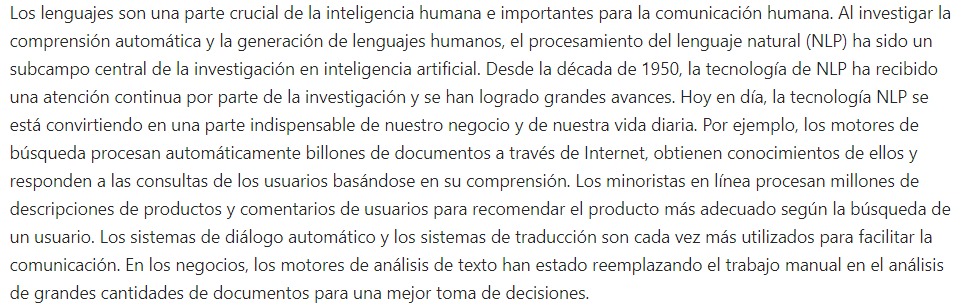 Los lenguajes son una parte crucial de la inteligencia humana e importantes para la comunicación humana. Al investigar la
comprensión automática y la generación de lenguajes humanos, el procesamiento del lenguaje natural (NLP) ha sido un
subcampo central de la investigación en inteligencia artificial. Desde la década de 1950, la tecnología de NLP ha recibido
una atención continua por parte de la investigación y se han logrado grandes avances. Hoy en día, la tecnología NLP se
está convirtiendo en una parte indispensable de nuestro negocio y de nuestra vida diaria. Por ejemplo, los motores de
búsqueda procesan automáticamente billones de documentos a través de Internet, obtienen conocimientos de ellos y
responden a las consultas de los usuarios basándose en su comprensión. Los minoristas en línea procesan millones de
descripciones de productos y comentarios de usuarios para recomendar el producto más adecuado según la búsqueda de
un usuario. Los sistemas de diálogo automático y los sistemas de traducción son cada vez más utilizados para facilitar la
comunicación. En los negocios, los motores de análisis de texto han estado reemplazando el trabajo manual en el análisis
de grandes cantidades de documentos para una mejor toma de decisiones.